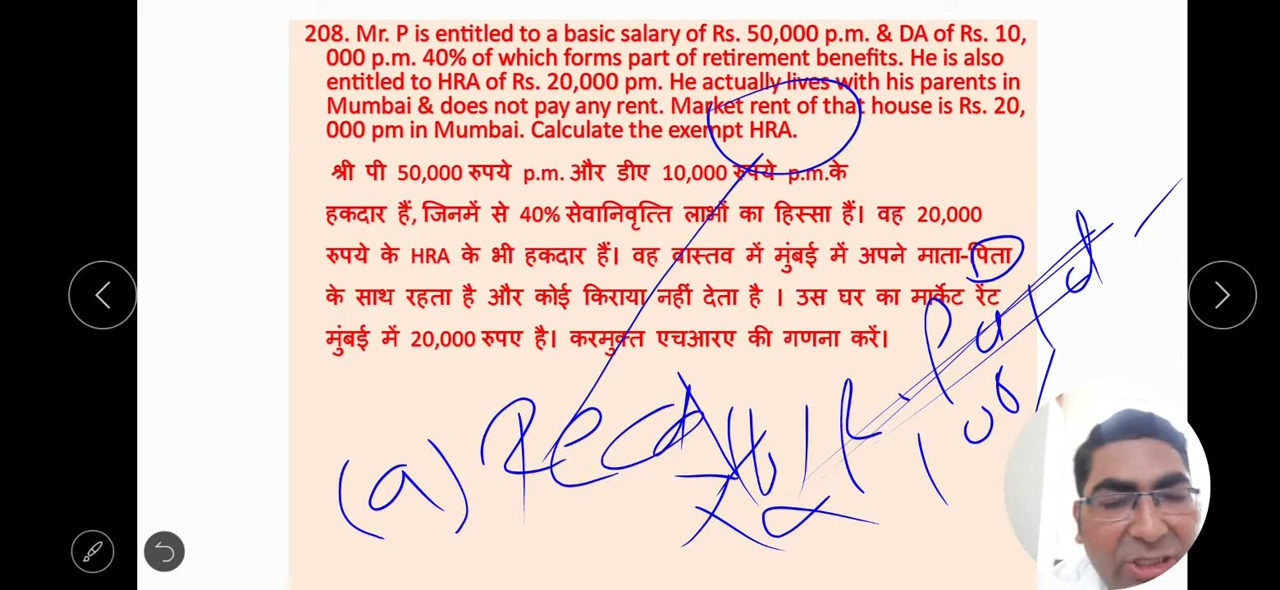 208. Mr. P is entitled to a basic salary of Rs. 50,000 p.m. & DA of Rs. 10,
000 p.m. 40% of which forms part of retirement benefits. He is also
entitled to HRA of Rs. 20,000 pm. He actually lives with his parents in
Mumbai & does not pay any rent. Market rent of that house is Rs. 20,
000 pm in Mumbai. Calculate the exempt HRA.
श्री पी 50,000 रुपये p.m. और डीए 10,000 रुपये p.m.के
हकदार हैं, जिनमें से 40% सेवानिवृत्ति लाभों का हिस्सा हैं। वह 20,000
रुपये के HRA के भी हकदार हैं। वह वास्तव में मुंबई में अपने माता-पिता
के साथ रहता है और कोई किराया नहीं देता है । उस घर का मार्केट रेंट
मुंबई में 20,000 रुपए है। करमुक्त एचआरए की गणना करें।
(a)